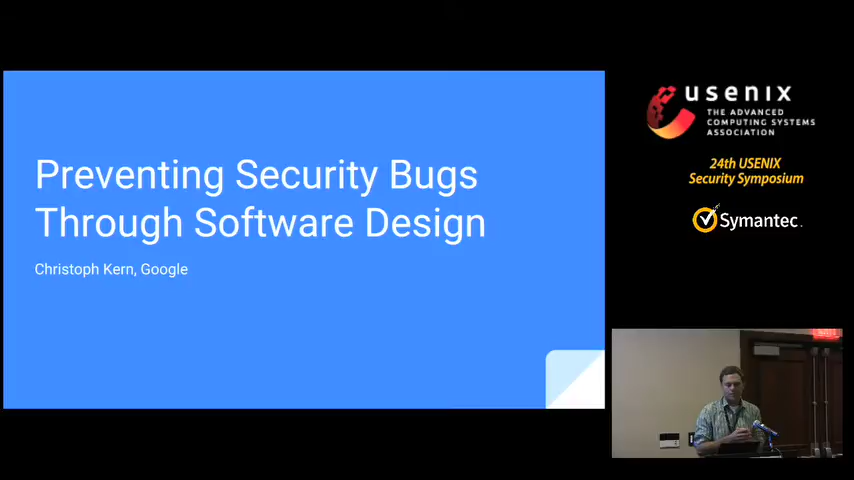 Preventing Security Bugs
Through Software Design
Christoph Kern, Google
usenix
THE ADVANCED
COMPUTING SYSTEMS
ASSOCIATION
24th USENIX
Security Symposium
Symantec.